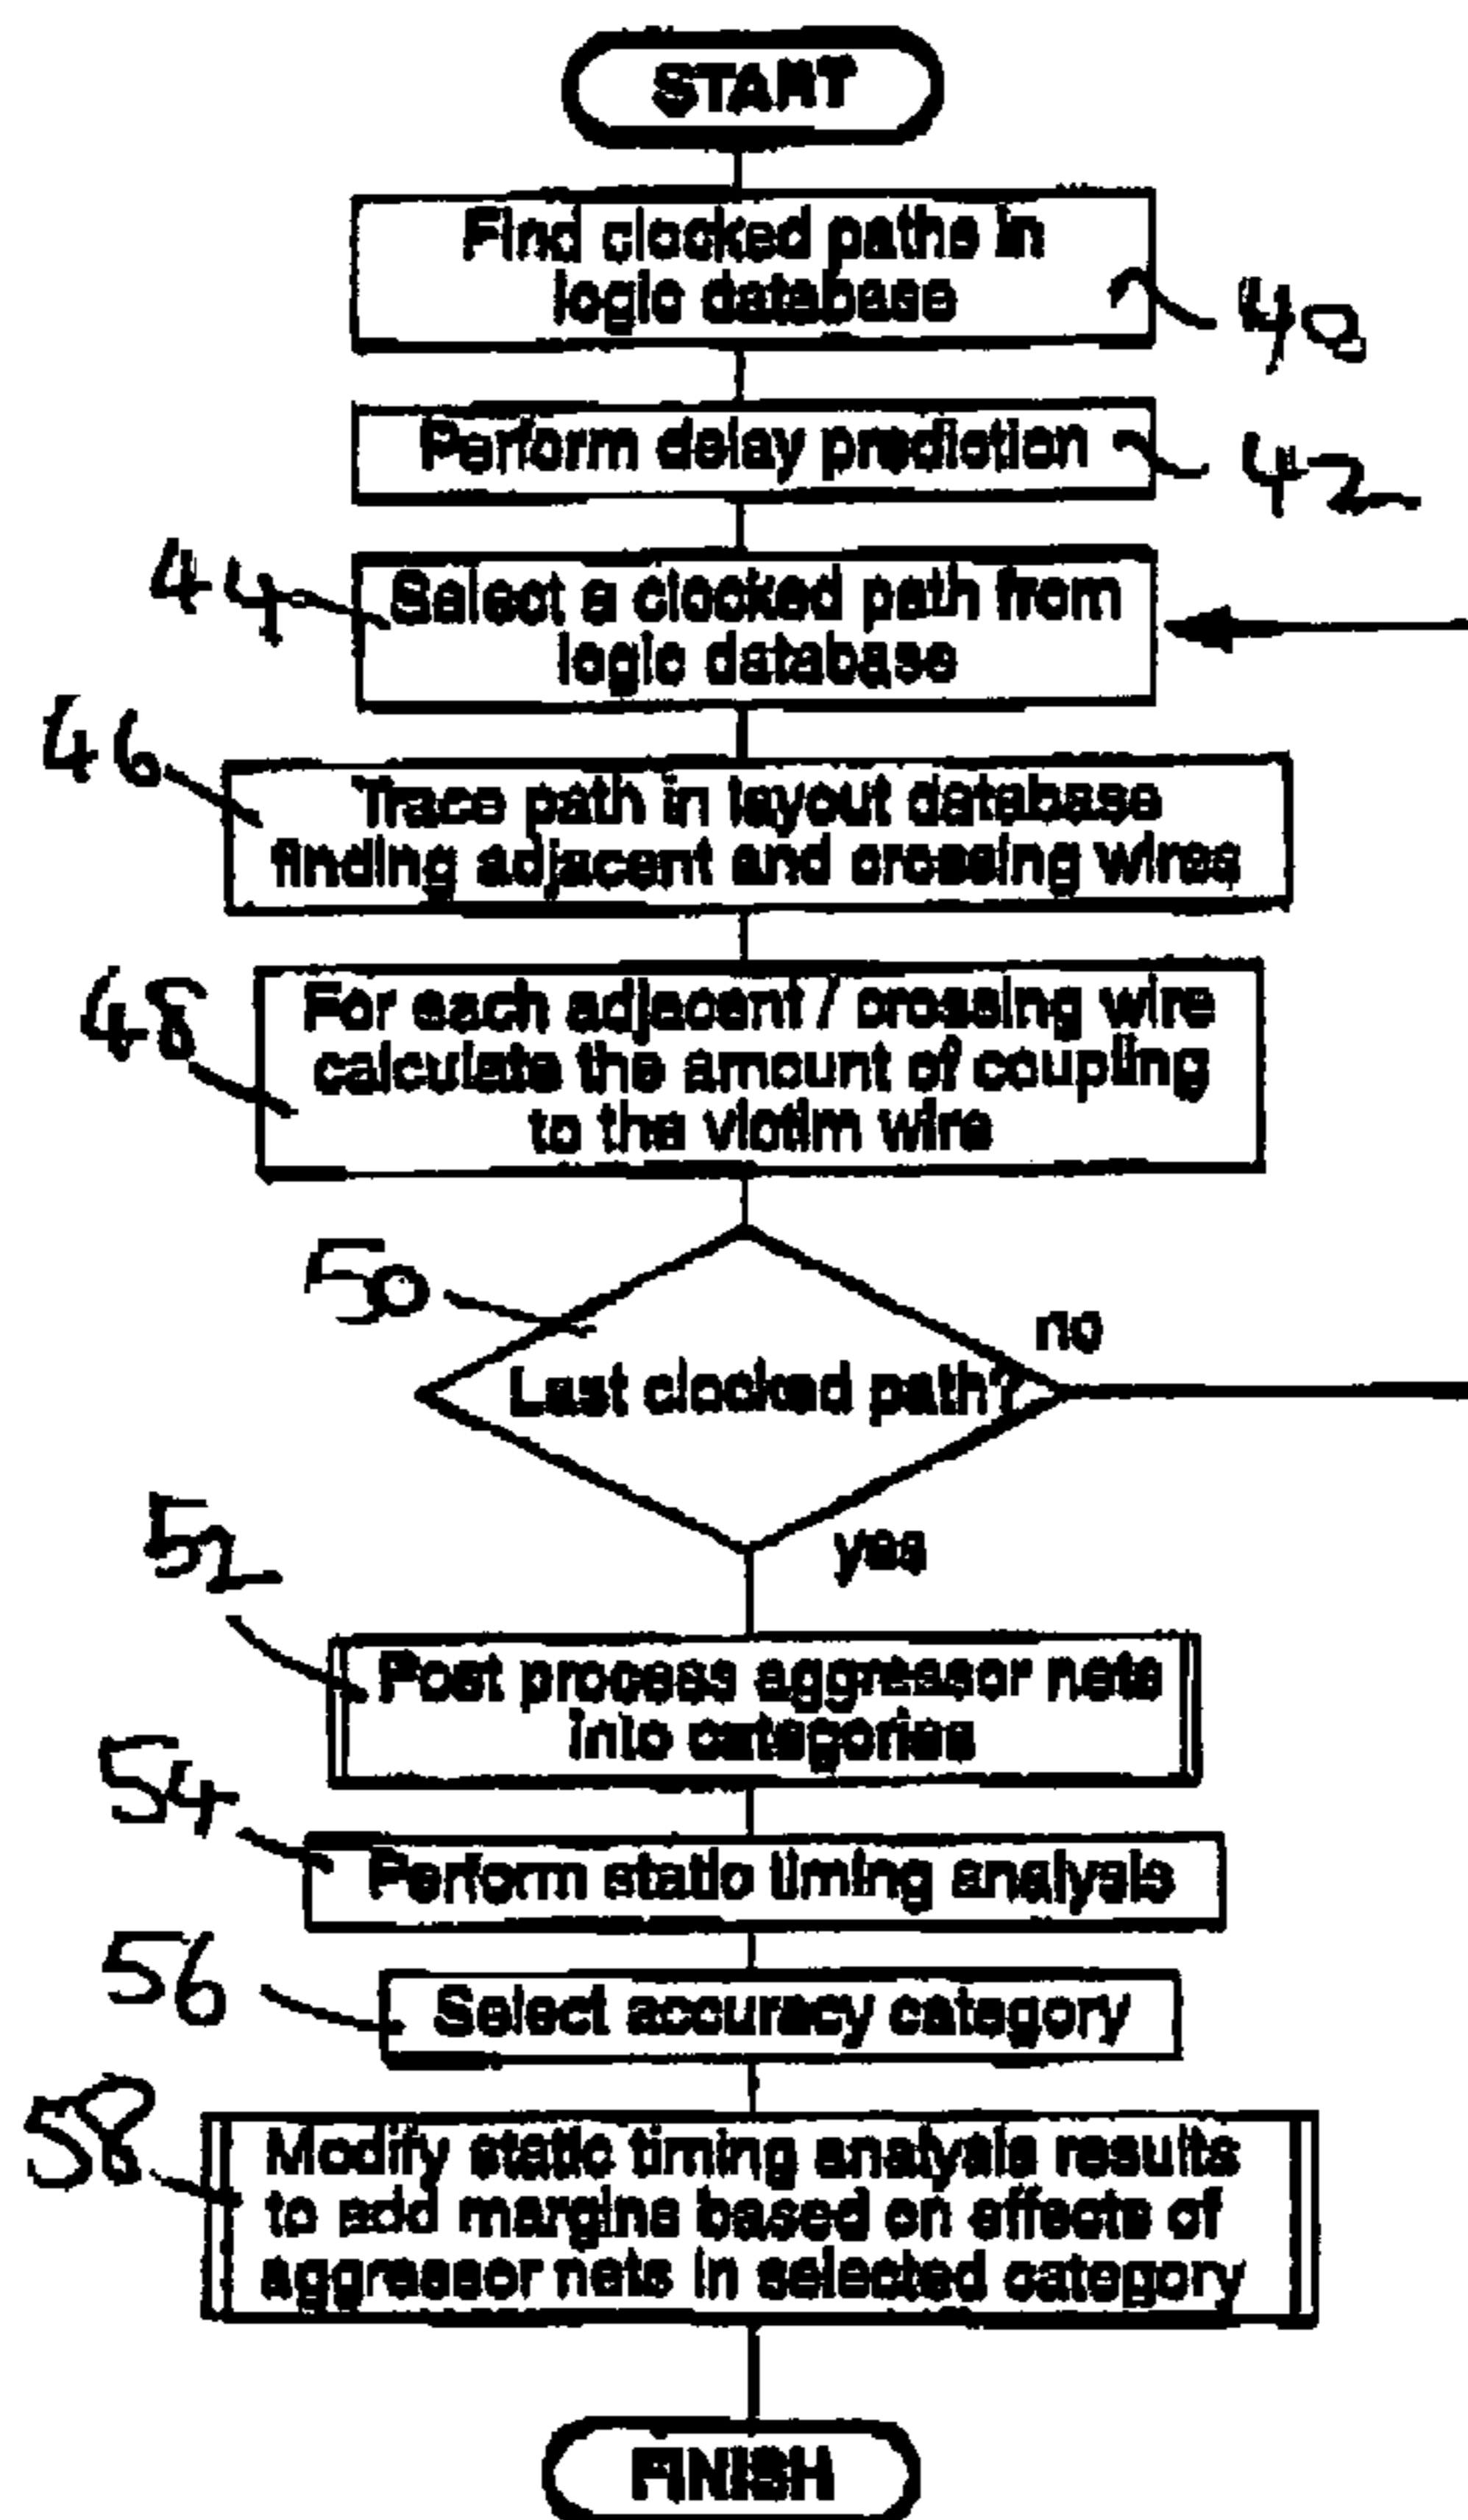 START
Find clocked paths in
logic database
40
Perform delay prediction
42
44
Select a clocked path from
logic database
46
Trace path in layout database
finding adjacent and crossing wires
48
For each adjacent / crossing wire
calculate the amount of coupling
to the victim wire
50
no
Last clocked path?
yes
52
Post process aggressor nets
into categories
54
Perform static timing analysis
56
Select accuracy category
58
Modify static timing analysis results
to add margins based on effects of
aggressor nets in selected category
FINISH